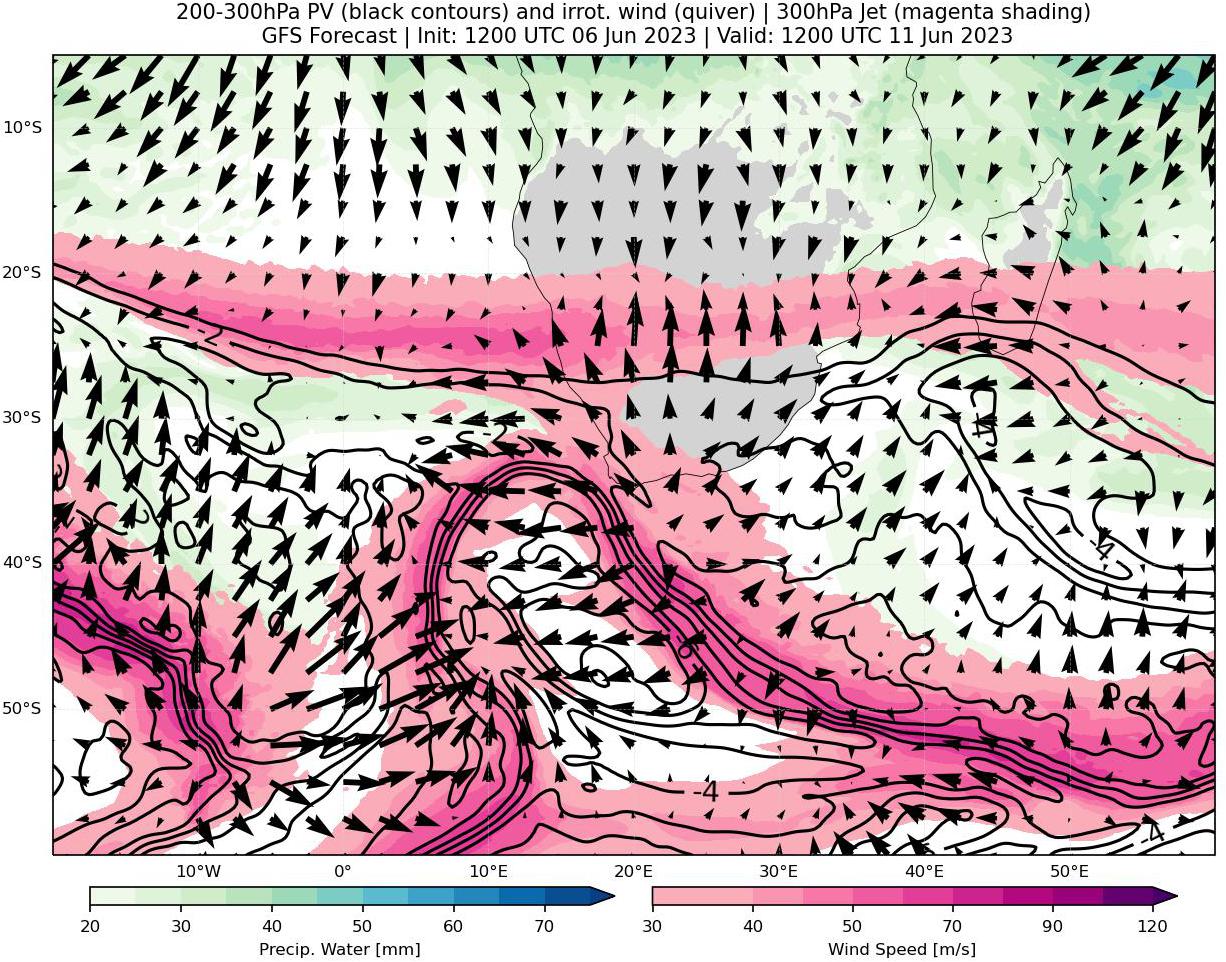 200-300hPa PV (black contours) and irrot. wind (quiver) | 300hPa Jet (magenta shading)
GFS Forecast | Init: 1200 UTC 06 Jun 2023 | Valid: 1200 UTC 11 Jun 2023
10°S
20°S
-2
-4
30°S
-4
40°S
-6
50°S
-4
-4
10°W 0° 10°E 20°E 30°E 40°E 50°E
20 30 40 50 60 70
30 40 50 70 90 120
Precip. Water [mm]
Wind Speed [m/s]